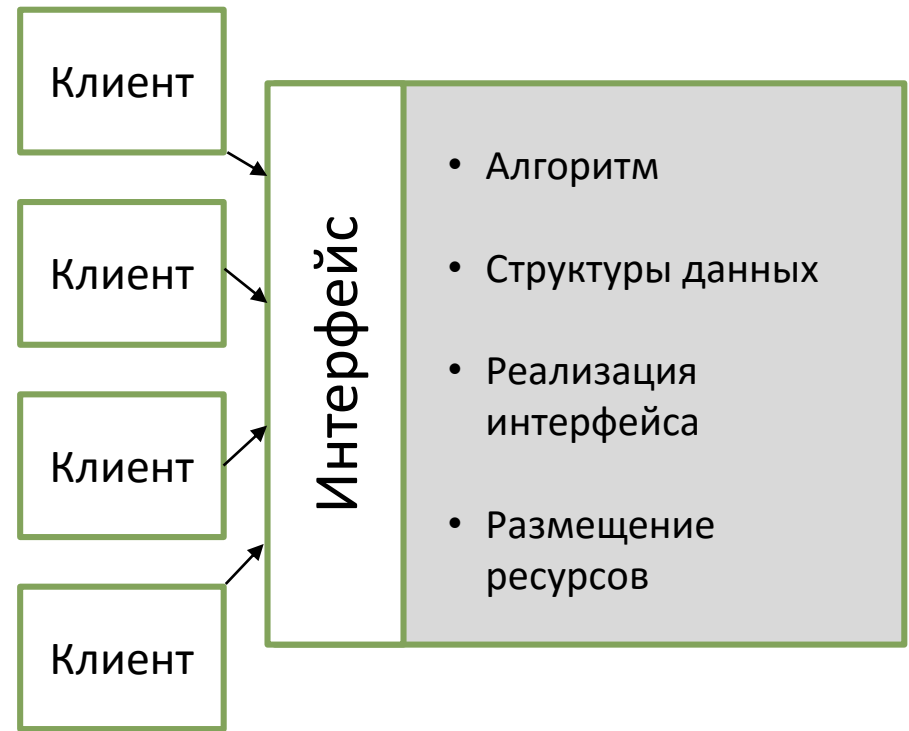 Клиент
Клиент
Клиент
Клиент
Интерфейс
• Алгоритм
• Структуры данных
• Реализация
интерфейса
• Размещение
ресурсов